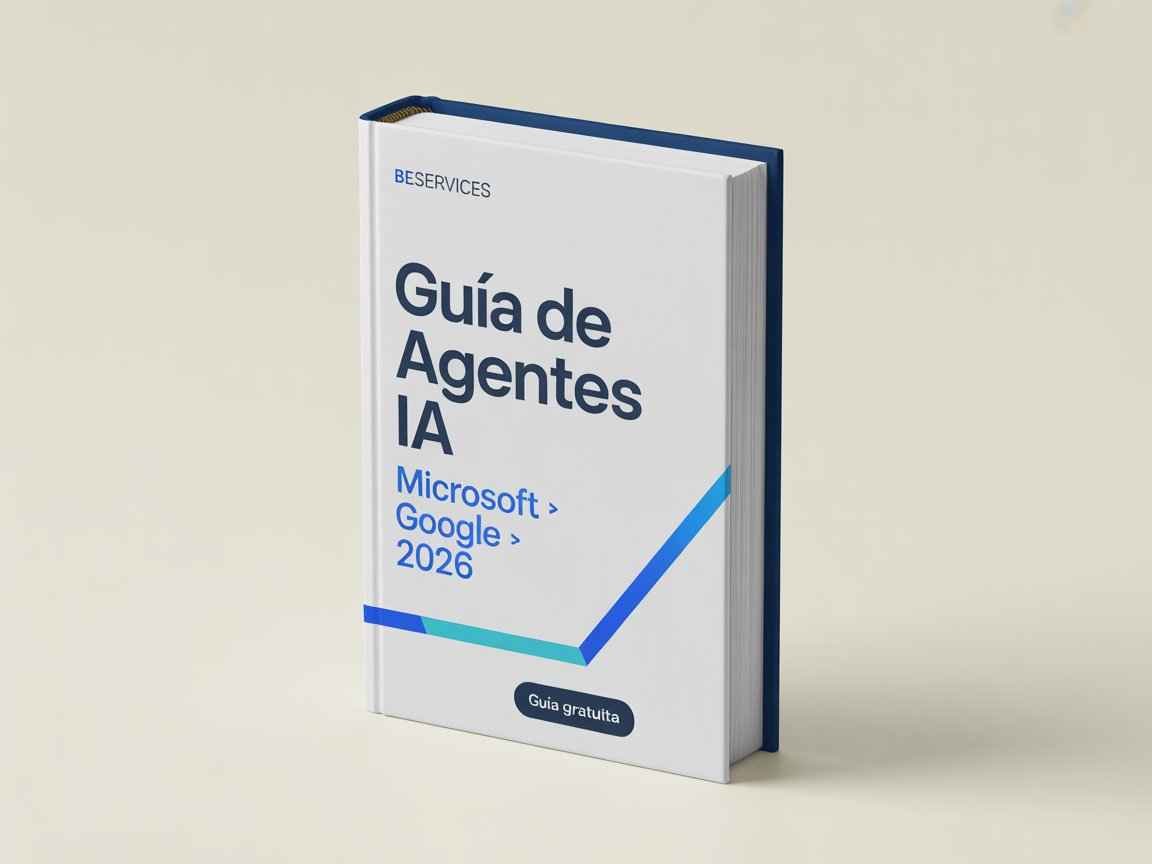 BESERVICES
Guía de
Agentes
IA
Microsoft >
Google >
2026
Guia gratuita